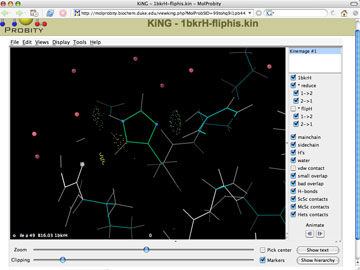 KiNG - 1bkrH-fliphis.kin - MolProbity
http://molprobity.biochem.duke.edu/viewking.php?MolProbSID=
PROBITY
KiNG - 1bkrH-fliphis.kin
File Edit Views Display Tools Help
Kinemage #1
1bkrH
* reduce
1->2
2->1
* flipH
1->2
2->1
mainchain
sidechain
H's
water
vdw contact
small overlap
bad overlap
H-bonds
ScSc contacts
McSc contacts
Hets contacts
Animate
816.03 1bkrH
Zoom
Pick center
Show text
Clipping
Markers
Show hierarchy